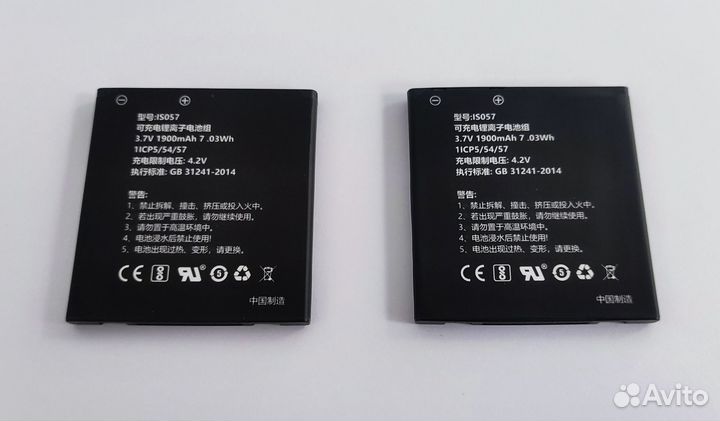 型号:IS057
可充电锂离子电池组
3.7V 1900mAh 7 .03Wh
1ICP5/54/57
充电限制电压: 4.2V
执行标准: GB 31241-2014
警告:
1、禁止拆解、撞击、挤压或投入火中。
2、若出现严重鼓胀，请勿继续使用。
3、请勿置于高温环境中。
4、电池浸水后禁止使用!
5、电池出现过热、变形，请更换。
CE RU 5
中国制造
型号:IS057
可充电锂离子电池组
3.7V 1900mAh 7 .03Wh
1ICP5/54/57
充电限制电压: 4.2V
执行标准: GB 31241-2014
警告:
1、禁止拆解、撞击、挤压或投入火中。
2、若出现严重鼓胀，请勿继续使用。
3、请勿置于高温环境中。
4、电池浸水后禁止使用!
5、电池出现过热、变形，请更换。
CE RU 5
中国制造
Avito